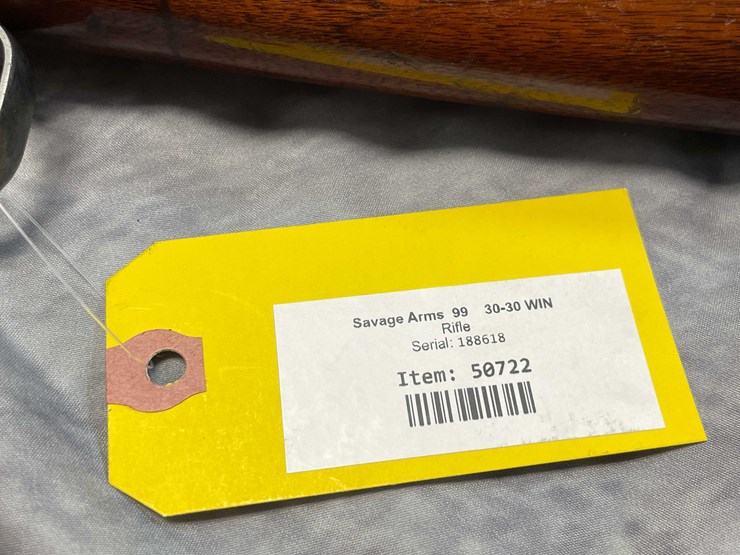 Savage Arms 99 30-30 WIN
Rifle
Serial: 188618
Item: 50722